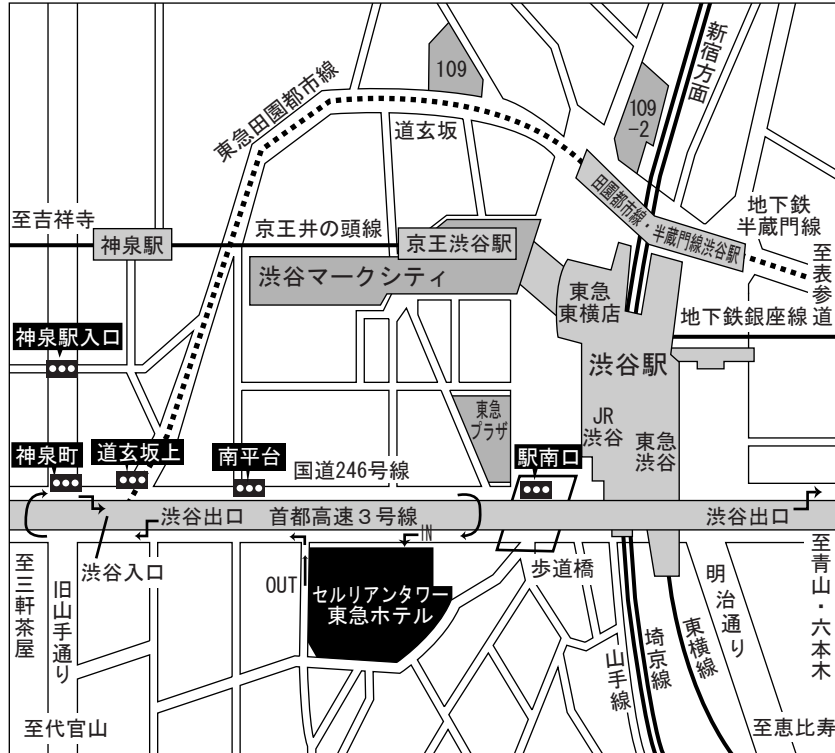 新宿方面
109
109
-2
東急田園都市線
道玄坂
田園都市線・半蔵門線渋谷駅
地下鉄
半蔵門線
至吉祥寺
神泉駅
京王井の頭線
京王渋谷駅
渋谷マークシティ
至表参道
東急
東横店
地下鉄銀座線
神泉駅入口
渋谷駅
東急
プラザ
JR
渋谷
東急
渋谷
神泉町
道玄坂上
南平台
国道246号線
駅南口
渋谷出口
首都高速3号線
渋谷出口
IN
渋谷入口
OUT
歩道橋
セルリアンタワー
東急ホテル
至三軒茶屋
旧山手通り
山手線
埼京線
東横線
明治通り
至青山・六本木
至代官山
至恵比寿